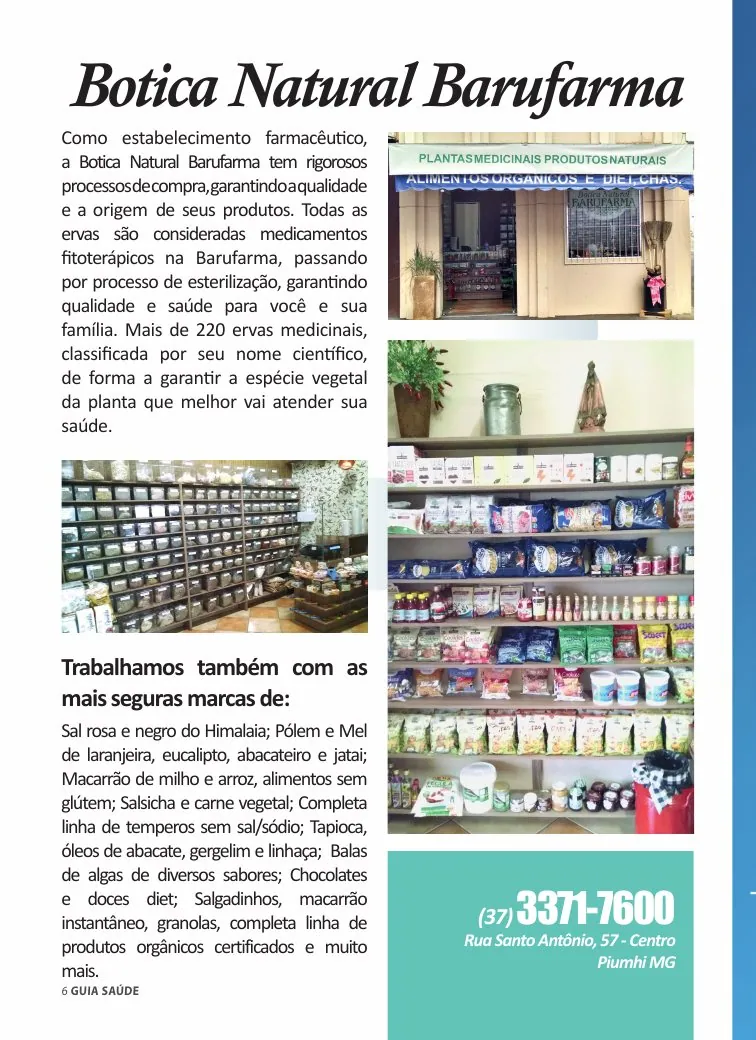 Botica Natural Barufarma
Como estabelecimento farmacêutico,
a Botica Natural Barufarma tem rigorosos
processos de compra, garantindo a qualidade
e a origem de seus produtos. Todas as
ervas são consideradas medicamentos
fitoterápicos na Barufarma, passando
por processo de esterilização, garantindo
qualidade e saúde para você e sua
família. Mais de 220 ervas medicinais,
classificada por seu nome científico,
de forma a garantir a espécie vegetal
da planta que melhor vai atender sua
saúde.
PLANTAS MEDICINAIS PRODUTOS NATURAIS
ALIMENTOS ORGÂNICOS E DIET, CHÁS.
Botica Natural
BARUFARMA
Trabalhamos também com as
mais seguras marcas de:
Sal rosa e negro do Himalaia; Pólem e Mel
de laranjeira, eucalipto, abacateiro e jatai;
Macarrão de milho e arroz, alimentos sem
glútem; Salsicha e carne vegetal; Completa
linha de temperos sem sal/sódio; Tapioca,
óleos de abacate, gergelim e linhaça; Balas
de algas de diversos sabores; Chocolates
e doces diet; Salgadinhos, macarrão
instantâneo, granolas, completa linha de
produtos orgânicos certificados e muito
mais.
(37) 3371-7600
Rua Santo Antônio, 57 - Centro
Piumhi MG
6 GUIA SAÚDE